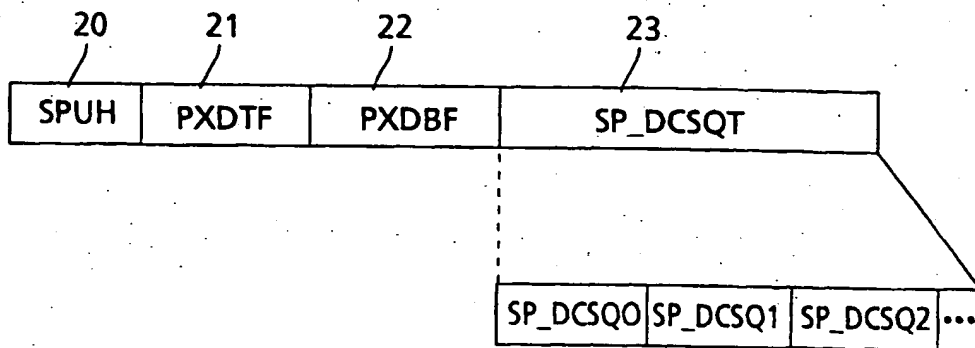 20 21 22 23
SPUH PXDTF PXDBF SP_DCSQT
SP_DCSQ0 SP_DCSQ1 SP_DCSQ2 •••